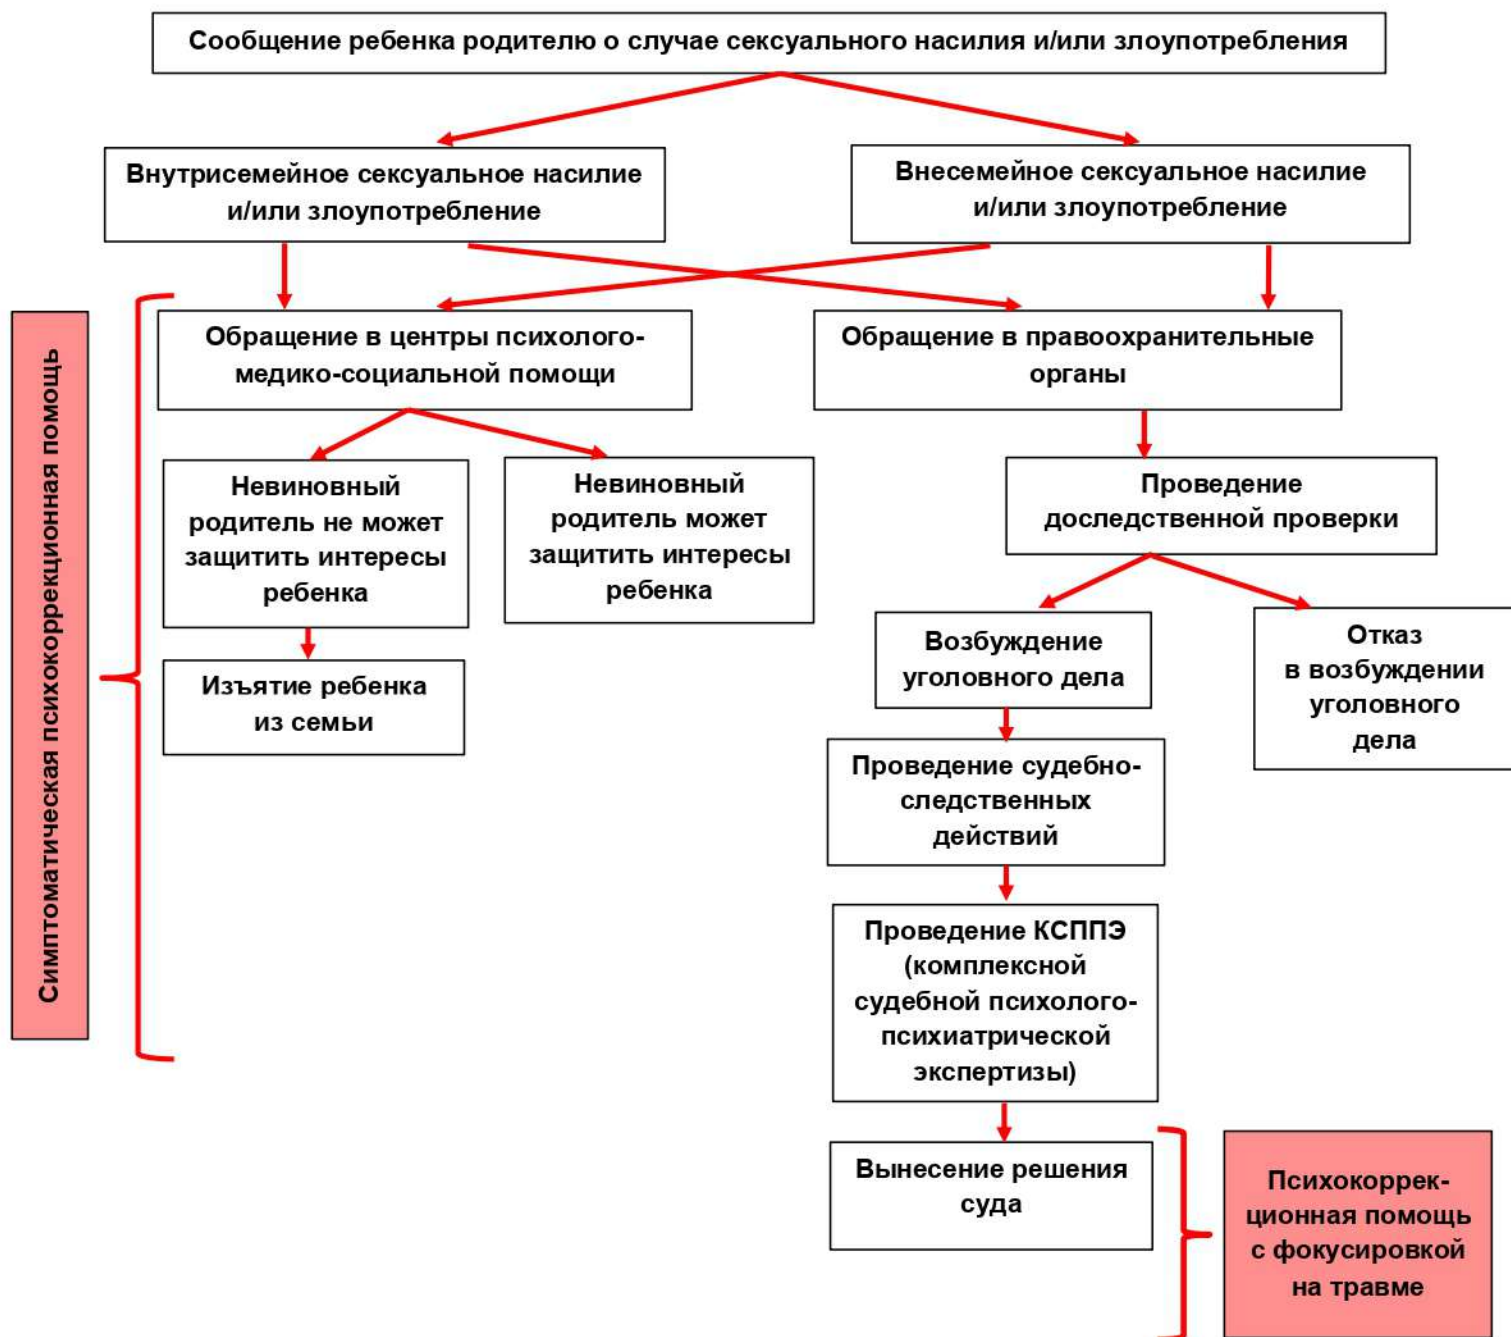 Сообщение ребенка родителю о случае сексуального насилия и/или злоупотребления
Внутрисемейное сексуальное насилие
и/или злоупотребление
Внесемейное сексуальное насилие
и/или злоупотребление
Симптоматическая психокоррекционная помощь
Обращение в центры психолого-
медико-социальной помощи
Обращение в правоохранительные
органы
Невиновный
родитель не может
защитить интересы
ребенка
Невиновный
родитель может
защитить интересы
ребенка
Проведение
доследственной проверки
Изъятие ребенка
из семьи
Возбуждение
уголовного дела
Отказ
в возбуждении
уголовного
дела
Проведение судебно-
следственных
действий
Проведение КСППЭ
(комплексной
судебной психолого-
психиатрической
экспертизы)
Вынесение решения
суда
Психокоррек-
ционная помощь
с фокусировкой
на травме